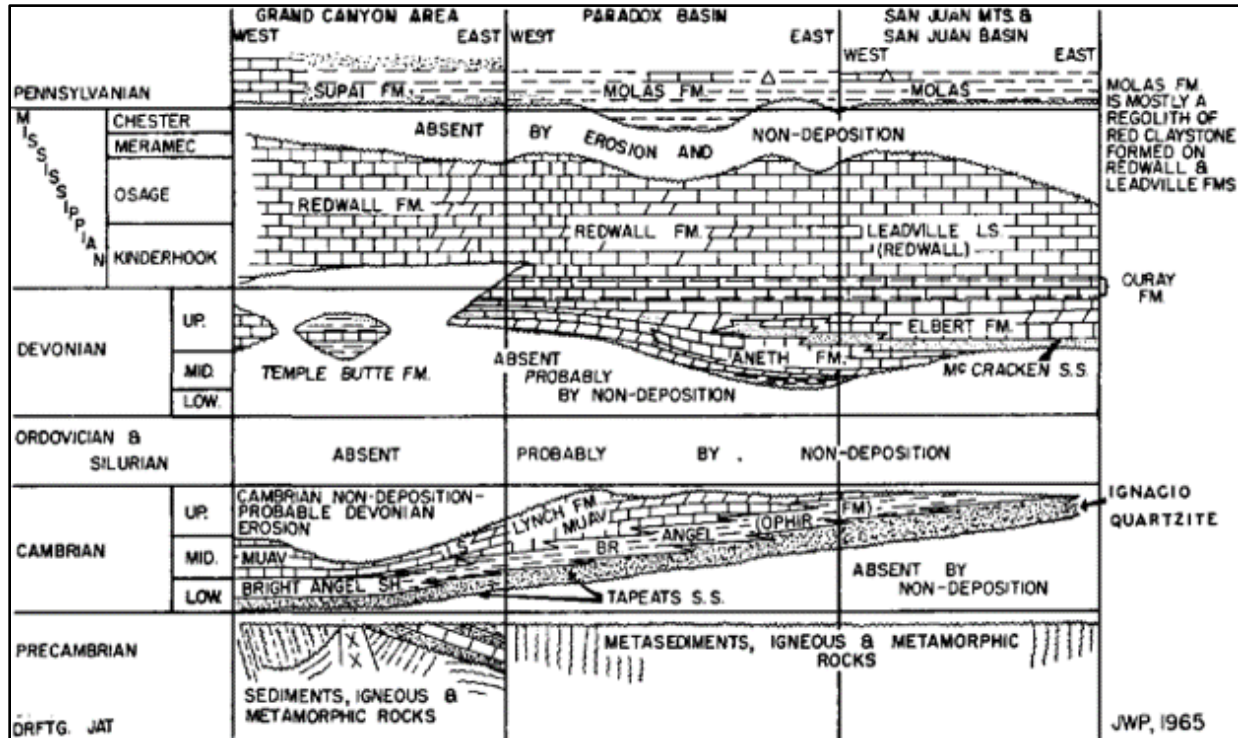 GRAND CANYON AREA
WEST EAST
PARADOX BASIN
WEST EAST
SAN JUAN MTS. &
SAN JUAN BASIN
WEST EAST
PENNSYLVANIAN
SUPAI FM.
MOLAS FM.
MOLAS
MOLAS FM.
IS MOSTLY A
REGOLITH OF
RED CLAYSTONE
FORMED ON
REDWALL &
LEADVILLE FMS.
MISSISSIPPIAN
CHESTER
MERAMEC
OSAGE
KINDERHOOK
ABSENT BY EROSION AND NON-DEPOSITION
REDWALL FM.
REDWALL FM.
LEADVILLE LS.
(REDWALL)
OURAY
FM.
DEVONIAN
UP.
MID.
LOW.
TEMPLE BUTTE FM.
ABSENT
PROBABLY
BY NON-DEPOSITION
ANETH FM.
ELBERT FM.
McCRACKEN S.S.
ORDOVICIAN &
SILURIAN
ABSENT PROBABLY BY . NON-DEPOSITION
CAMBRIAN
UP.
MID.
LOW.
CAMBRIAN NON-DEPOSITION-
PROBABLE DEVONIAN
EROSION
MUAV
LS.
LYNCH FM.
MUAV
BRIGHT ANGEL SH.
BR ANGEL (OPHIR FM)
TAPEATS S.S.
IGNACIO
QUARTZITE
ABSENT BY
NON-DEPOSITION
PRECAMBRIAN
X
X
SEDIMENTS, IGNEOUS &
METAMORPHIC ROCKS
METASEDIMENTS, IGNEOUS & METAMORPHIC
ROCKS
DRFTG. JAT
JWP, 1965